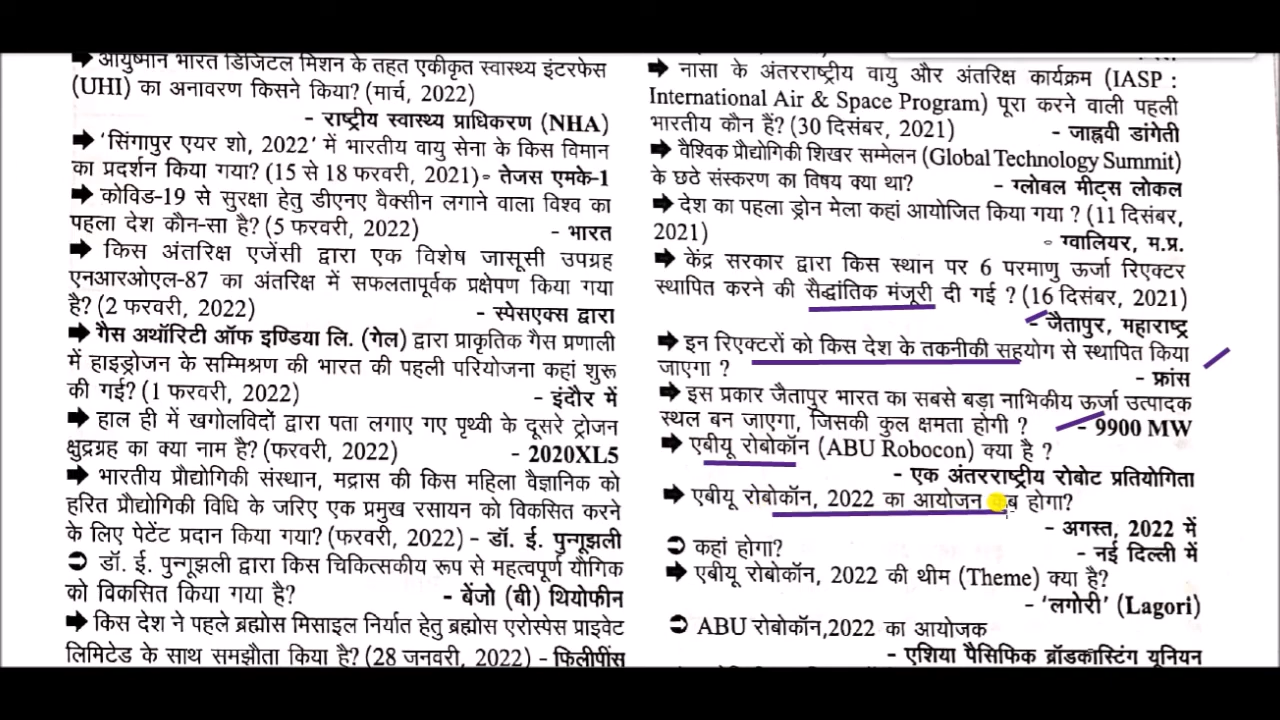 ➡ आयुष्मान भारत डिजिटल मिशन के तहत एकीकृत स्वास्थ्य इंटरफेस
(UHI) का अनावरण किसने किया? (मार्च, 2022)
- राष्ट्रीय स्वास्थ्य प्राधिकरण (NHA)
➡ 'सिंगापुर एयर शो, 2022' में भारतीय वायु सेना के किस विमान
का प्रदर्शन किया गया? (15 से 18 फरवरी, 2021)- तेजस एमके-1
➡ कोविड-19 से सुरक्षा हेतु डीएनए वैक्सीन लगाने वाला विश्व का
पहला देश कौन-सा है? (5 फरवरी, 2022) - भारत
➡ किस अंतरिक्ष एजेंसी द्वारा एक विशेष जासूसी उपग्रह
एनआरओएल-87 का अंतरिक्ष में सफलतापूर्वक प्रक्षेपण किया गया
है? (2 फरवरी, 2022) - स्पेसएक्स द्वारा
➡ गैस अथॉरिटी ऑफ इण्डिया लि. (गेल) द्वारा प्राकृतिक गैस प्रणाली
में हाइड्रोजन के सम्मिश्रण की भारत की पहली परियोजना कहां शुरू
की गई? (1 फरवरी, 2022) - इंदौर में
➡ हाल ही में खगोलविदों द्वारा पता लगाए गए पृथ्वी के दूसरे ट्रोजन
क्षुद्रग्रह का क्या नाम है? (फरवरी, 2022) - 2020XL5
➡ भारतीय प्रौद्योगिकी संस्थान, मद्रास की किस महिला वैज्ञानिक को
हरित प्रौद्योगिकी विधि के जरिए एक प्रमुख रसायन को विकसित करने
के लिए पेटेंट प्रदान किया गया? (फरवरी, 2022) - डॉ. ई. पुन्गूझली
➲ डॉ. ई. पुन्गूझली द्वारा किस चिकित्सकीय रूप से महत्वपूर्ण यौगिक
को विकसित किया गया है? - बेंजो (बी) थियोफीन
➡ किस देश ने पहले ब्रह्मोस मिसाइल निर्यात हेतु ब्रह्मोस एरोस्पेस प्राइवेट
लिमिटेड के साथ समझौता किया है? (28 जनवरी, 2022) - फिलीपींस
➡ नासा के अंतरराष्ट्रीय वायु और अंतरिक्ष कार्यक्रम (IASP :
International Air & Space Program) पूरा करने वाली पहली
भारतीय कौन हैं? (30 दिसंबर, 2021) - जाह्नवी डांगेती
➡ वैश्विक प्रौद्योगिकी शिखर सम्मेलन (Global Technology Summit)
के छठे संस्करण का विषय क्या था? - ग्लोबल मीट्स लोकल
➡ देश का पहला ड्रोन मेला कहां आयोजित किया गया ? (11 दिसंबर,
2021) - ग्वालियर, म.प्र.
➡ केंद्र सरकार द्वारा किस स्थान पर 6 परमाणु ऊर्जा रिएक्टर
स्थापित करने की सैद्धांतिक मंजूरी दी गई ? (16 दिसंबर, 2021)
- जैतापुर, महाराष्ट्र
➡ इन रिएक्टरों को किस देश के तकनीकी सहयोग से स्थापित किया
जाएगा ? - फ्रांस
➡ इस प्रकार जैतापुर भारत का सबसे बड़ा नाभिकीय ऊर्जा उत्पादक
स्थल बन जाएगा, जिसकी कुल क्षमता होगी ? - 9900 MW
➡ एबीयू रोबोकॉन (ABU Robocon) क्या है ?
- एक अंतरराष्ट्रीय रोबोट प्रतियोगिता
➡ एबीयू रोबोकॉन, 2022 का आयोजन कब होगा?
- अगस्त, 2022 में
➲ कहां होगा? - नई दिल्ली में
➡ एबीयू रोबोकॉन, 2022 की थीम (Theme) क्या है?
- 'लगोरी' (Lagori)
➲ ABU रोबोकॉन,2022 का आयोजक
- एशिया पैसिफिक ब्रॉडकास्टिंग यूनियन